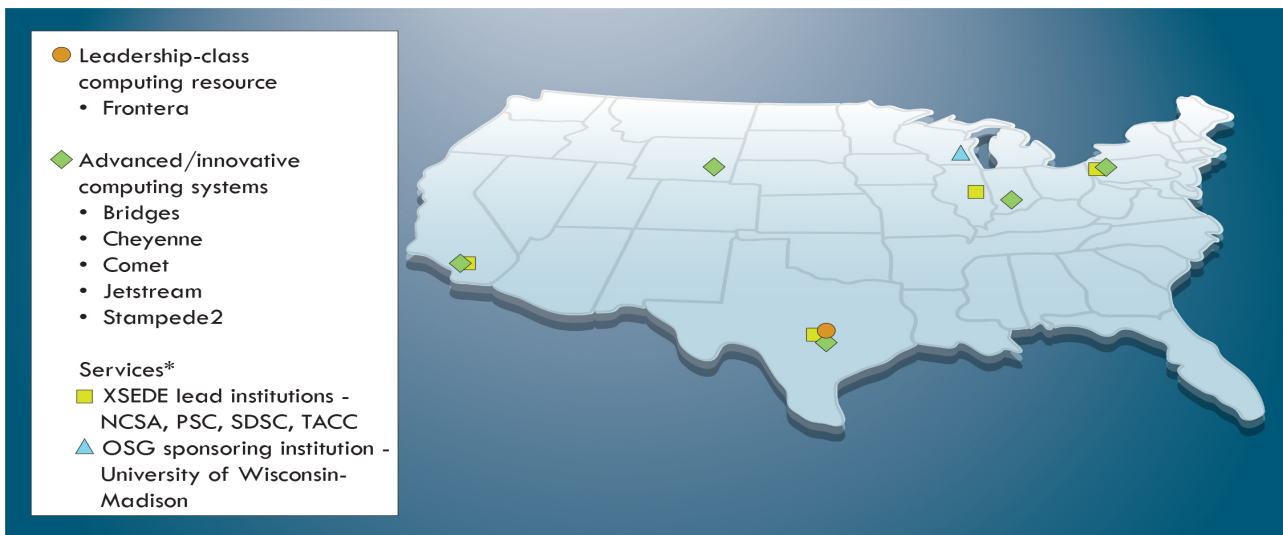 Leadership-class
computing resource
• Frontera
Advanced/innovative
computing systems
• Bridges
• Cheyenne
• Comet
• Jetstream
• Stampede2
Services*
XSEDE lead institutions -
NCSA, PSC, SDSC, TACC
OSG sponsoring institution -
University of Wisconsin-
Madison